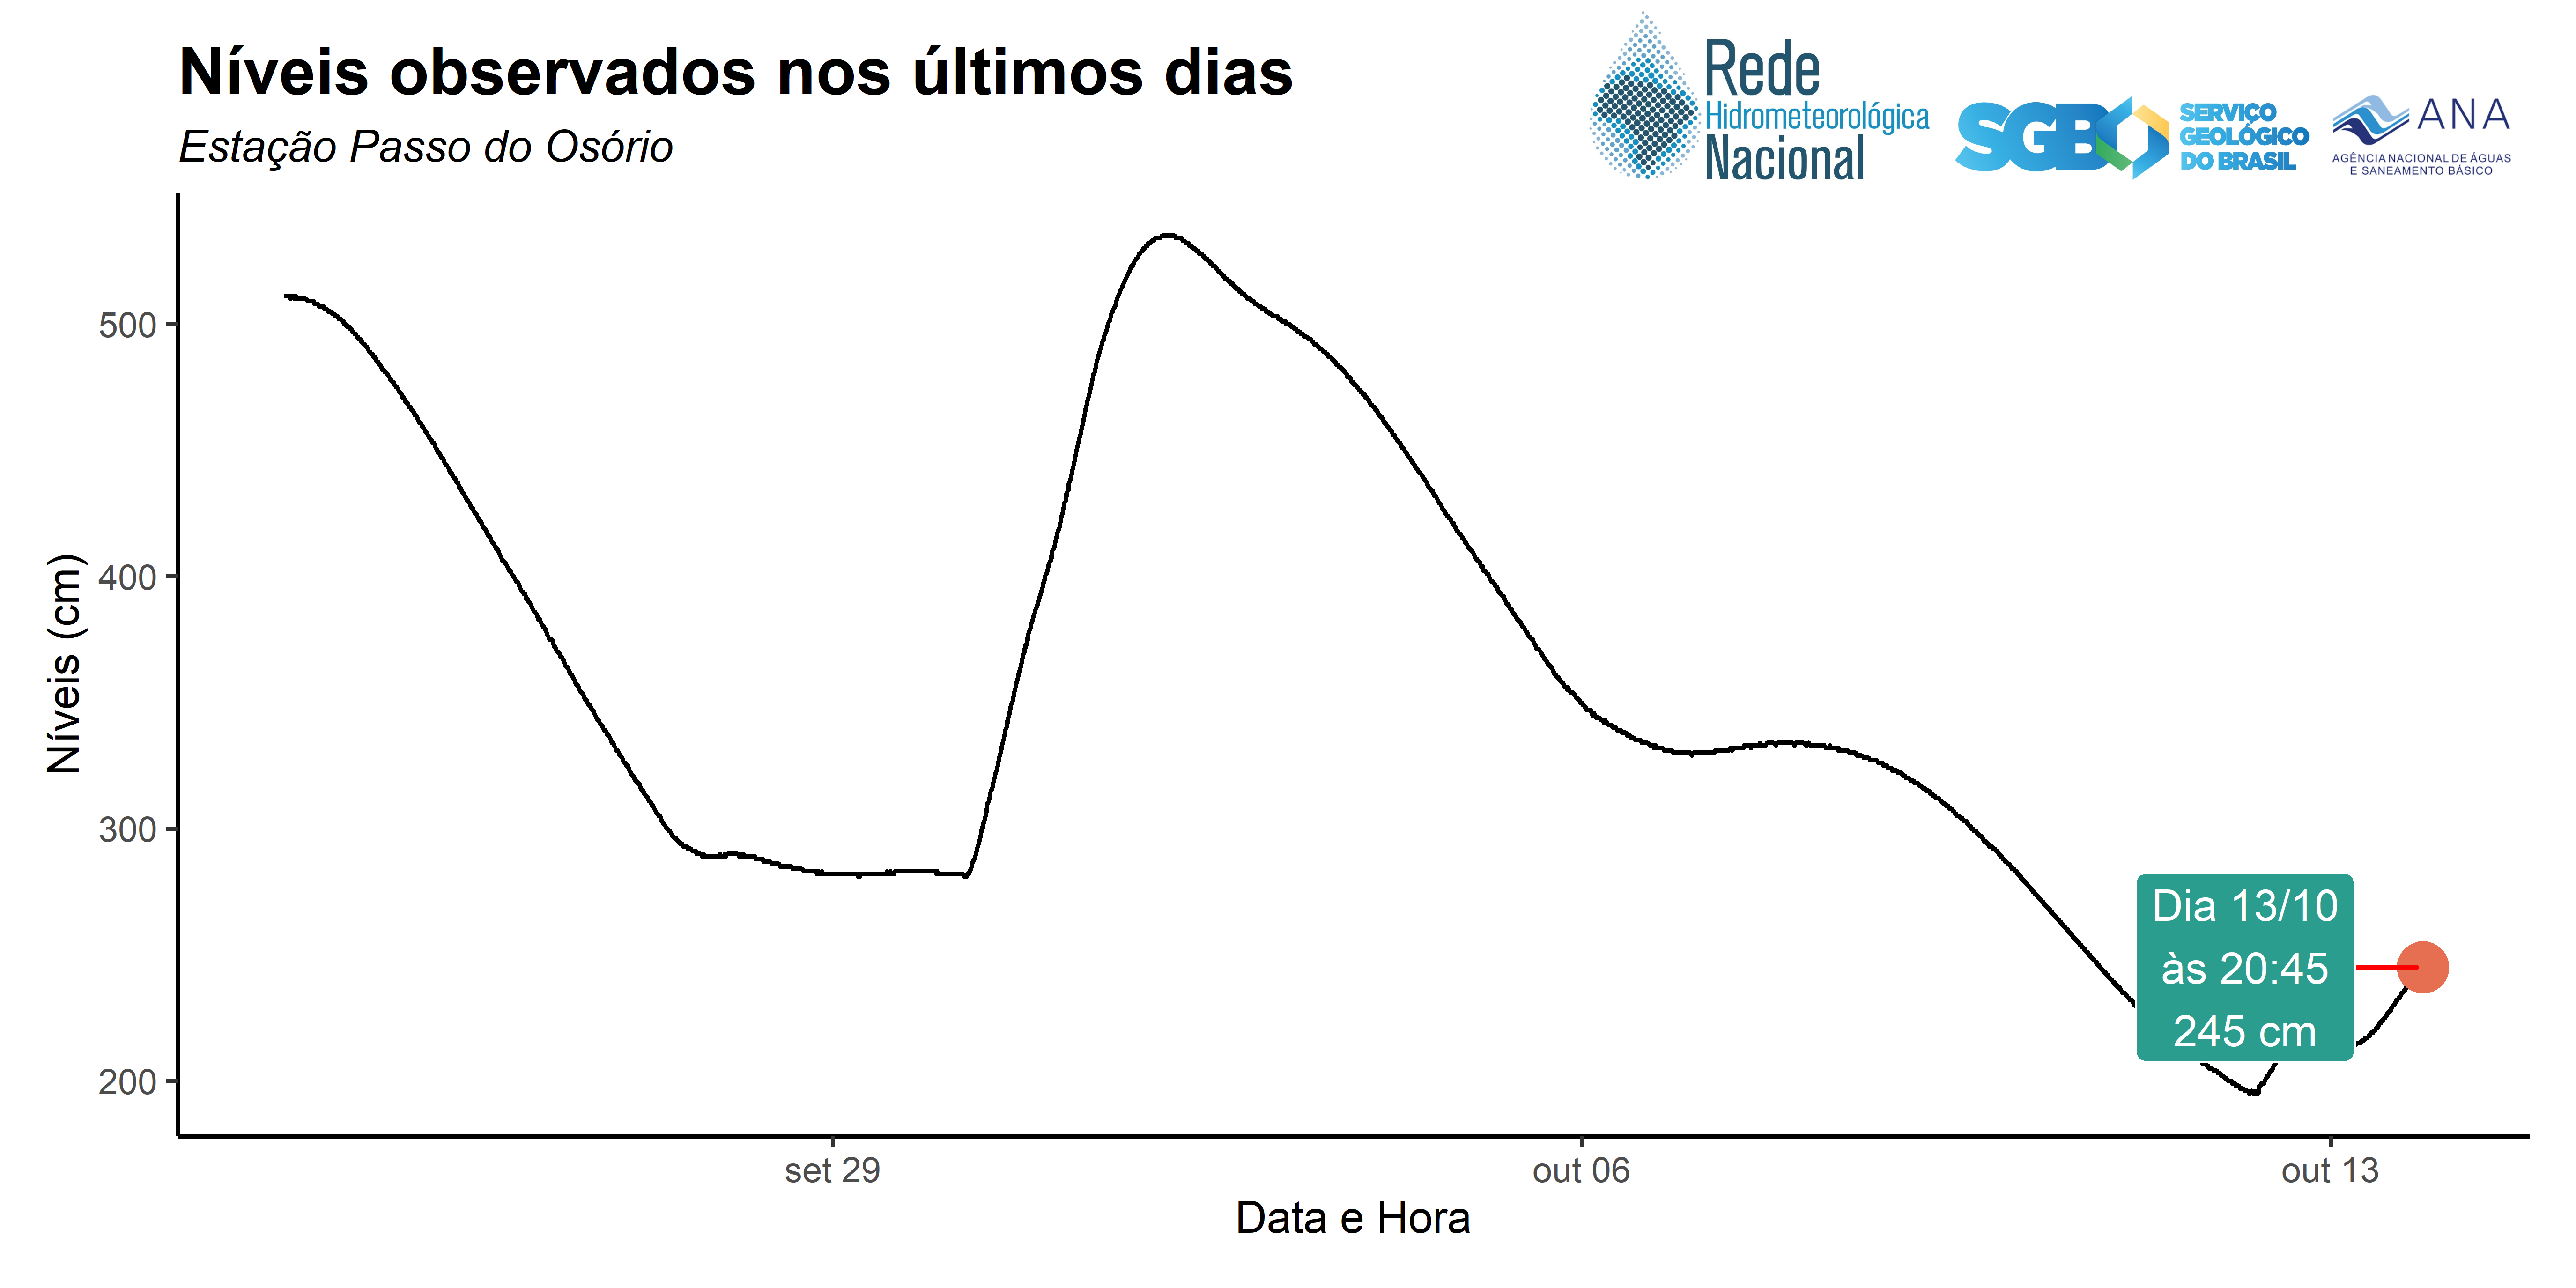 Níveis observados nos últimos dias
Estação Passo do Osório
Rede
Hidrometeorológica
Nacional
SGB
SERVIÇO
GEOLÓGICO
DO BRASIL
ANA
AGÊNCIA NACIONAL DE ÁGUAS
E SANEAMENTO BÁSICO
Níveis (cm)
500
400
300
200
Dia 13/10
às 20:45
245 cm
set 29
out 06
out 13
Data e Hora